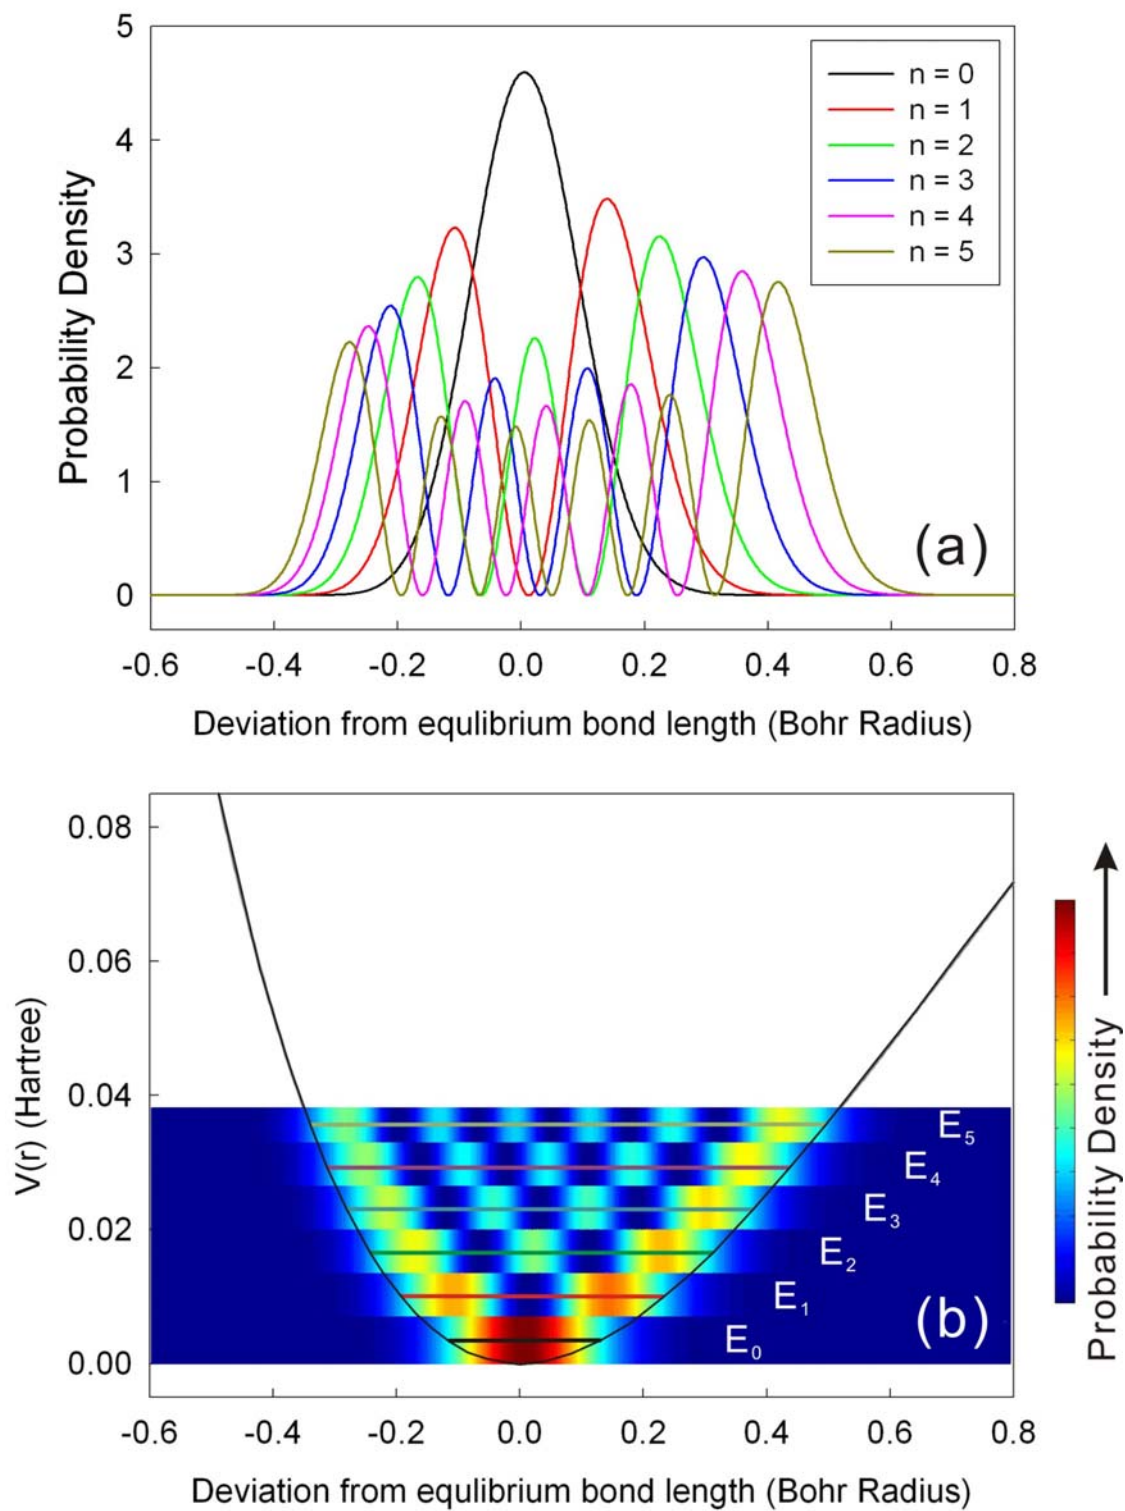 5
4
3
2
1
0
Probability Density
n = 0
n = 1
n = 2
n = 3
n = 4
n = 5
(a)
-0.6 -0.4 -0.2 0.0 0.2 0.4 0.6 0.8
Deviation from equlibrium bond length (Bohr Radius)
0.08
0.06
0.04
0.02
0.00
V(r) (Hartree)
E5
E4
E3
E2
E1
E0
(b)
Probability Density
-0.6 -0.4 -0.2 0.0 0.2 0.4 0.6 0.8
Deviation from equlibrium bond length (Bohr Radius)